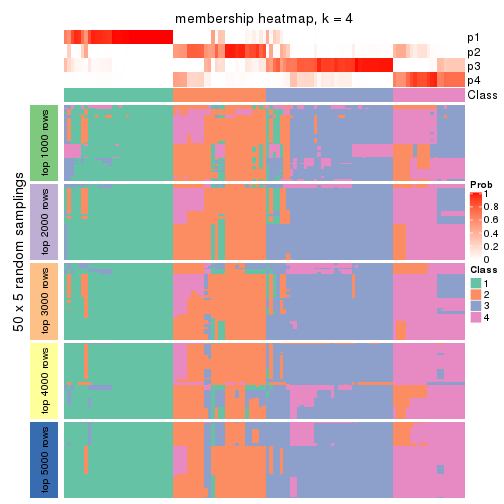 membership heatmap, k = 4
p1
p2
p3
p4
Class
50 x 5 random samplings
top 1000 rows
top 2000 rows
top 3000 rows
top 4000 rows
top 5000 rows
Prob
1
0.8
0.6
0.4
0.2
0
Class
1
2
3
4